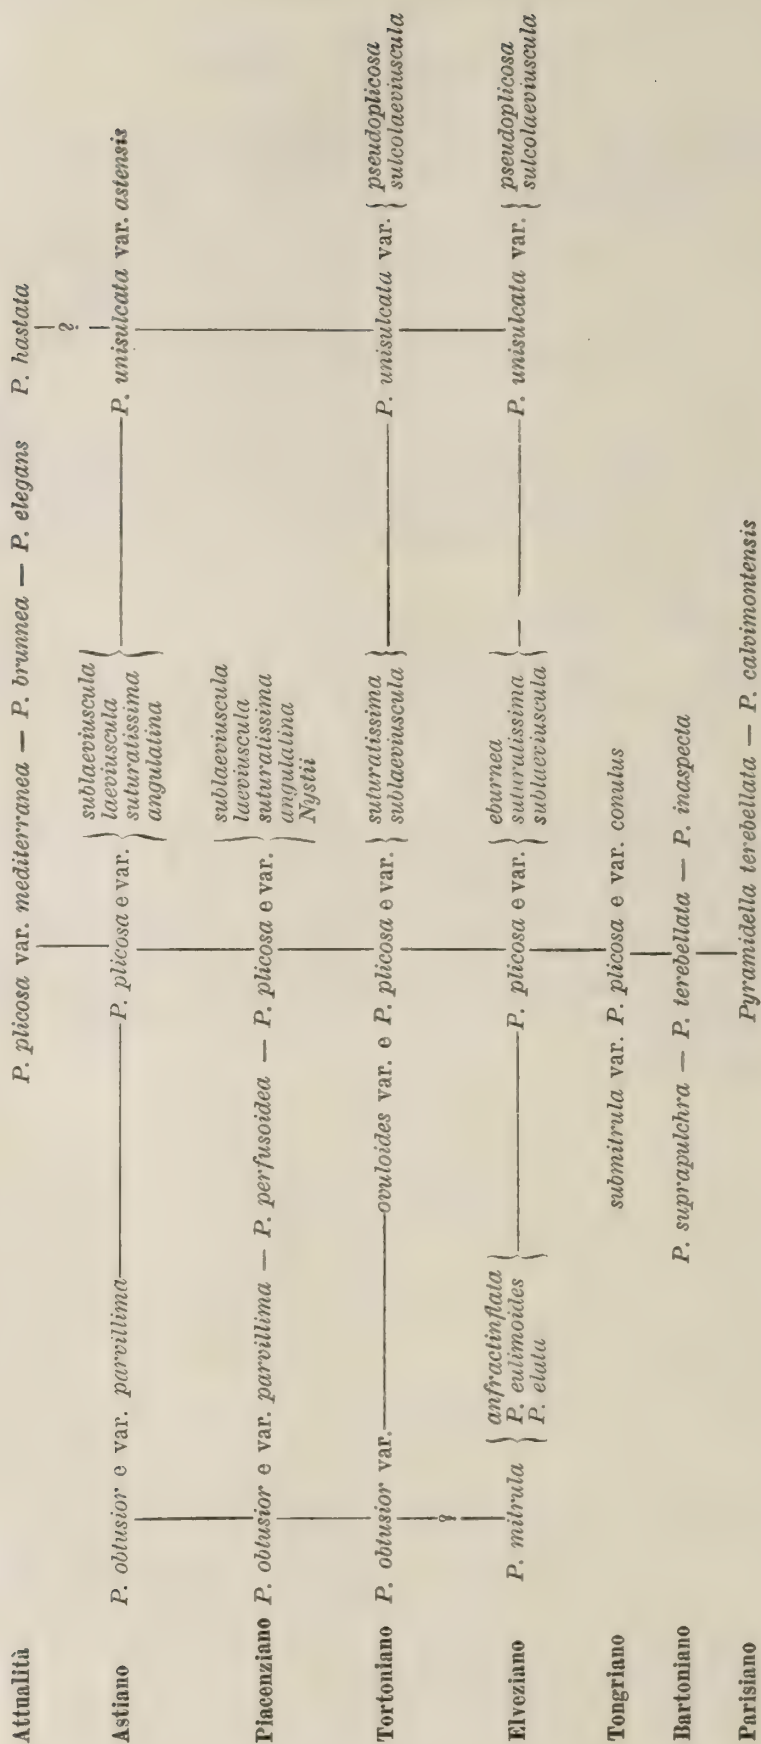 Attualità P. plicosa var. mediterranea — P. brunnea — P. elegans P. hastata
?
Astiano P. obtusior e var. parvillima — P. plicosa e var. { sublaeviuscula
laeviuscula
suturatissima
angulatina } — P. unisulcata var. astensis
Piacenziano P. obtusior e var. parvillima — P. perfusoidea — P. plicosa e var. { sublaeviuscula
laeviuscula
suturatissima
angulatina
Nystii
Tortoniano P. obtusior var. — ovuloides var. e P. plicosa e var. { suturatissima
sublaeviuscula } — P. unisulcata var. { pseudoplicosa
sulcolaeviuscula
?
Elveziano P. mitrula { anfractinflata
P. eulimoides
P. elata } — P. plicosa e var. { eburnea
suturatissima
sublaeviuscula } — — P. unisulcata var. { pseudoplicosa
sulcolaeviuscula
Tongriano submitrula var. P. plicosa e var. conulus
Bartoniano P. suprapulchra — P. terebellata — P. inaspecta
Parisiano Pyramidella terebellata — P. calvimontensis